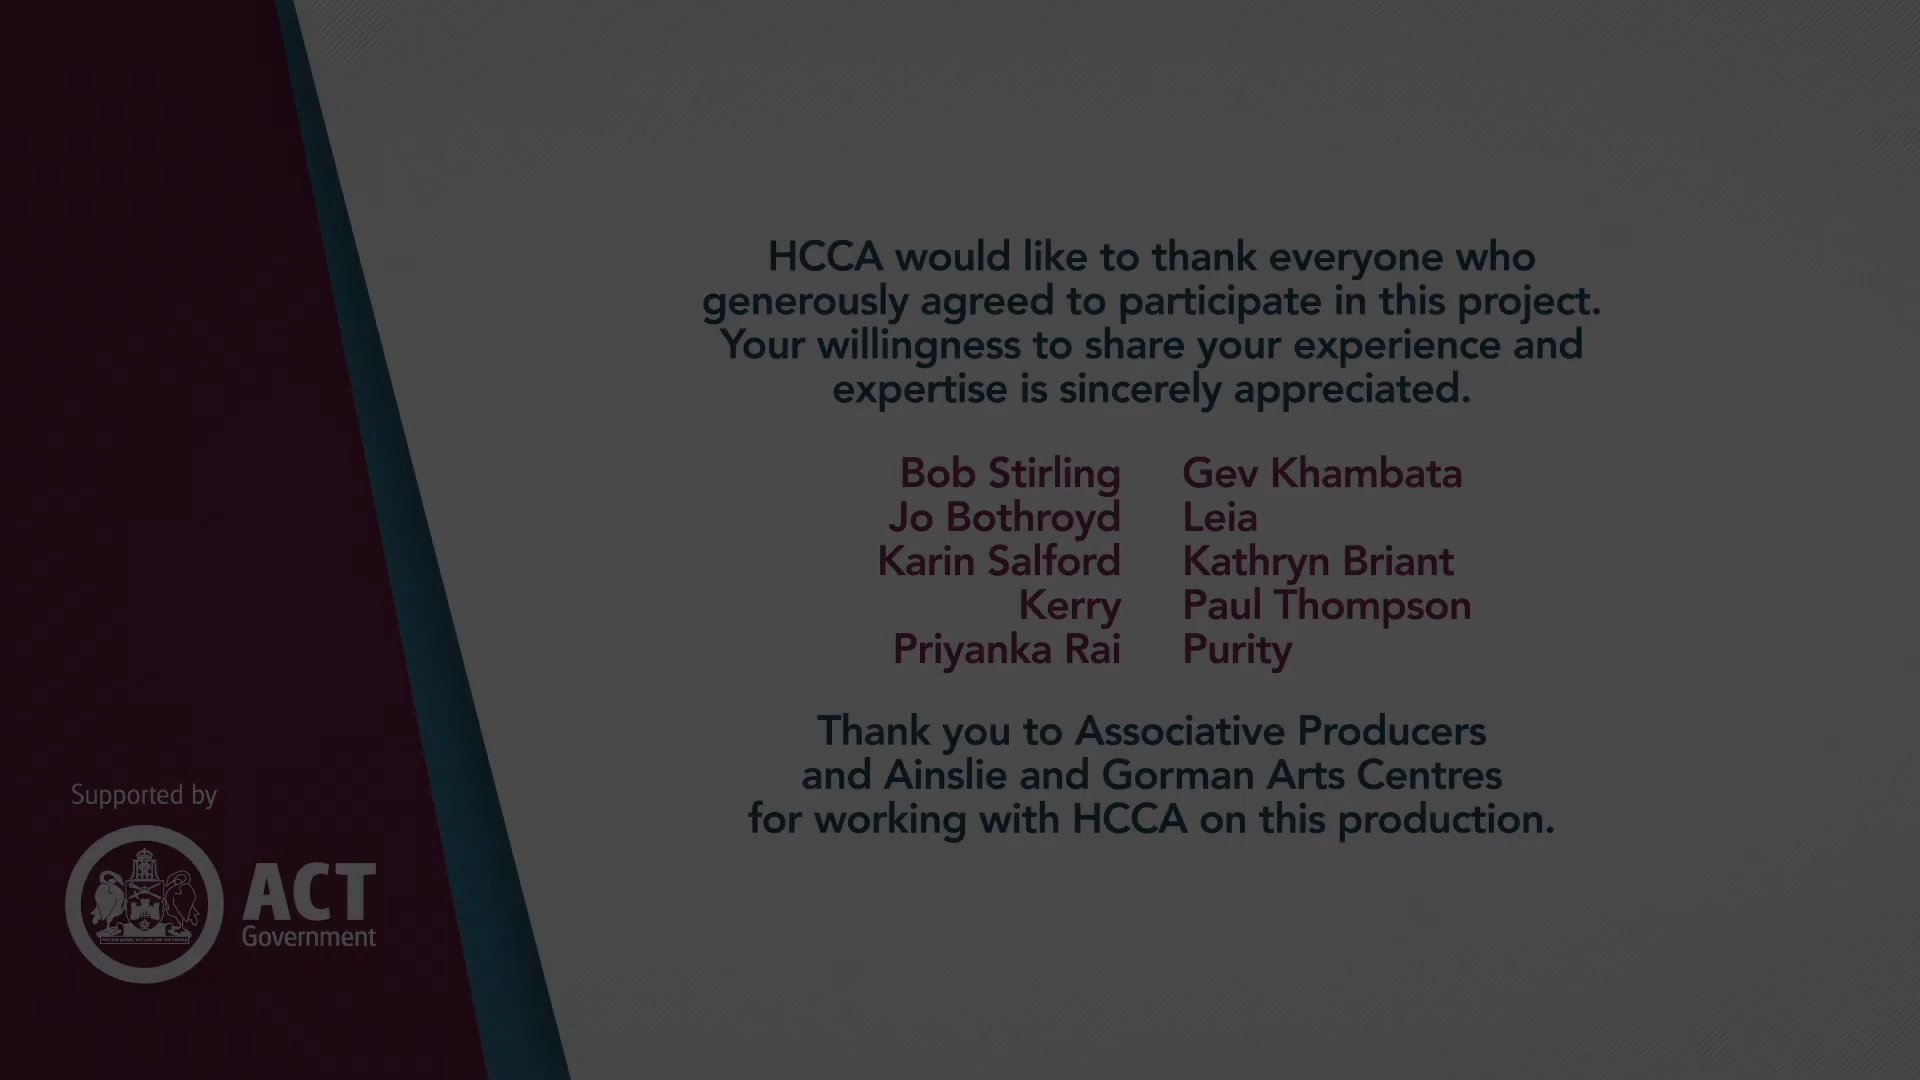 HCCA would like to thank everyone who
generously agreed to participate in this project.
Your willingness to share your experience and
expertise is sincerely appreciated.
Bob Stirling Gev Khambata
Jo Bothroyd Leia
Karin Salford Kathryn Briant
Kerry Paul Thompson
Priyanka Rai Purity
Thank you to Associative Producers
and Ainslie and Gorman Arts Centres
for working with HCCA on this production.
Supported by
ACT
Government